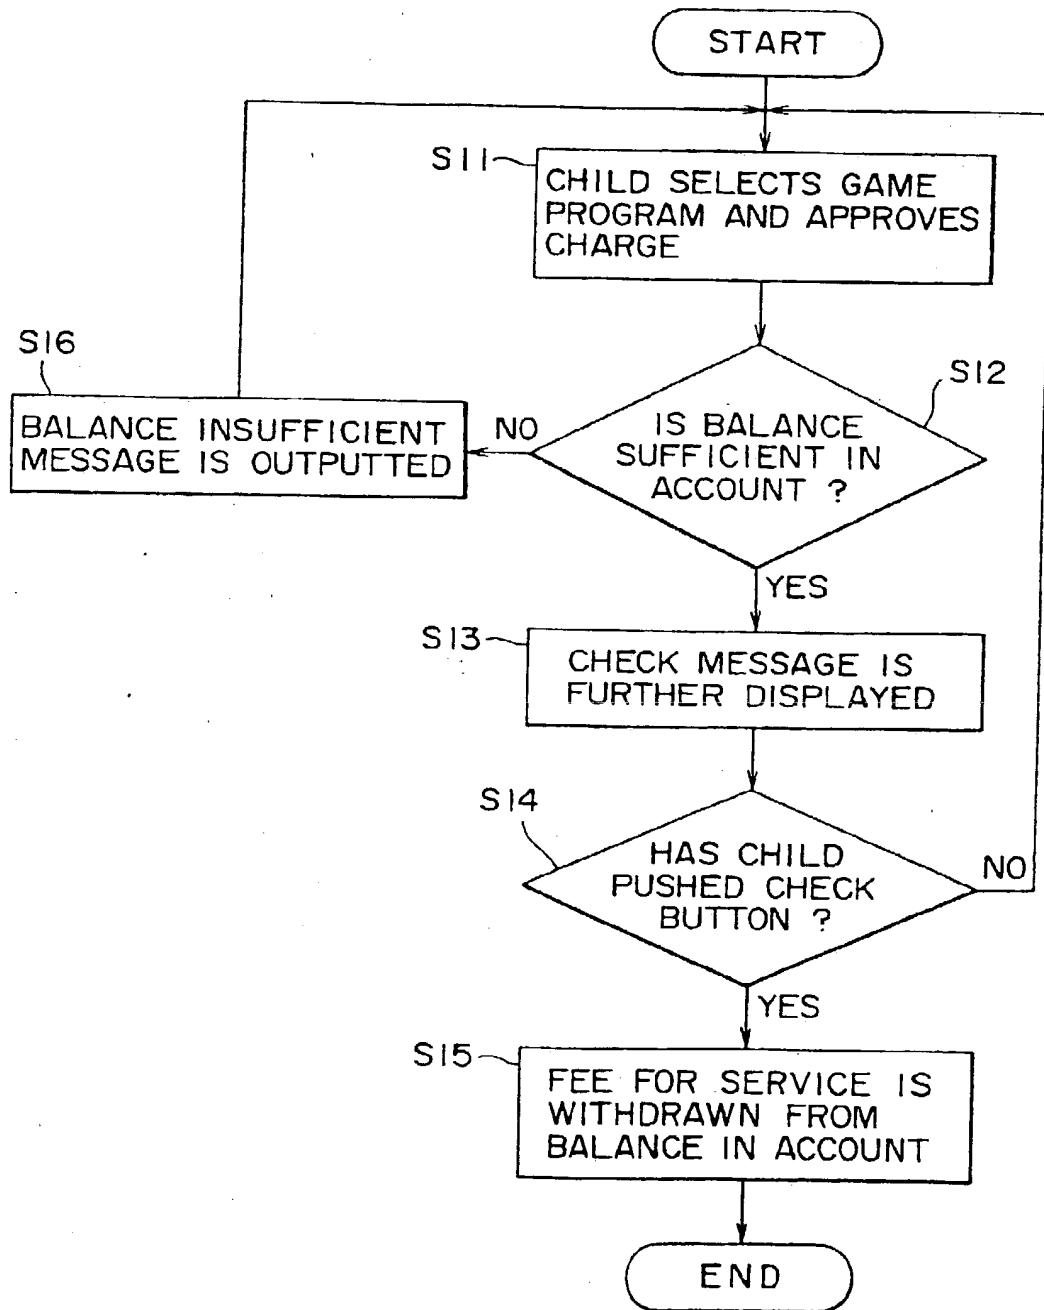 START
S11
CHILD SELECTS GAME
PROGRAM AND APPROVES
CHARGE
S16
BALANCE INSUFFICIENT
MESSAGE IS OUTPUTTED
NO
S12
IS BALANCE
SUFFICIENT IN
ACCOUNT ?
YES
S13
CHECK MESSAGE IS
FURTHER DISPLAYED
S14
HAS CHILD
PUSHED CHECK
BUTTON ?
NO
YES
S15
FEE FOR SERVICE IS
WITHDRAWN FROM
BALANCE IN ACCOUNT
END